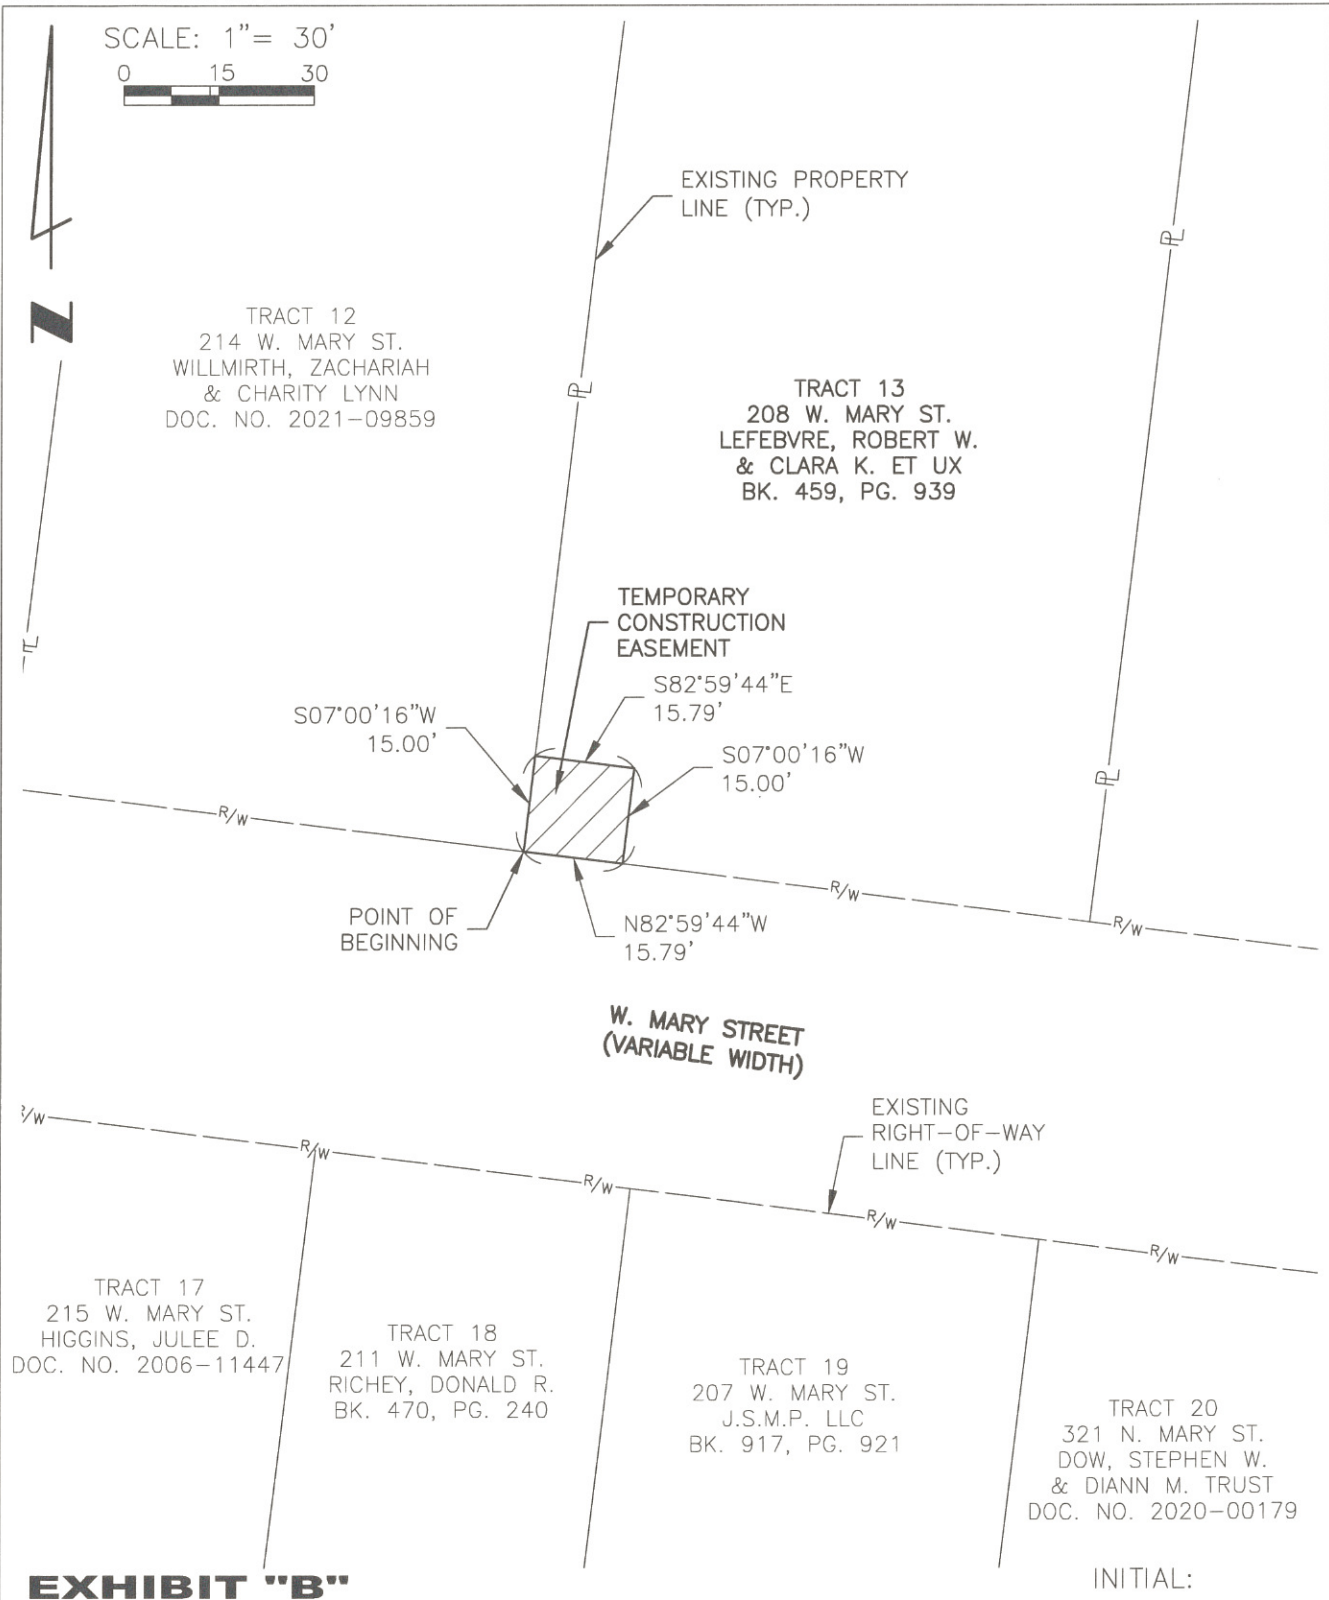 SCALE: 1"= 30'
0 15 30
EXISTING PROPERTY
LINE (TYP.)
PL
N
TRACT 12
214 W. MARY ST.
WILLMIRTH, ZACHARIAH
& CHARITY LYNN
DOC. NO. 2021-09859
PL
TRACT 13
208 W. MARY ST.
LEFEBVRE, ROBERT W.
& CLARA K. ET UX
BK. 459, PG. 939
TEMPORARY
CONSTRUCTION
EASEMENT
PL
S82°59'44"E
15.79'
S07°00'16"W
15.00'
S07°00'16"W
15.00'
PL
R/W
R/W
R/W
POINT OF
BEGINNING
N82°59'44"W
15.79'
W. MARY STREET
(VARIABLE WIDTH)
R/W
EXISTING
RIGHT-OF-WAY
LINE (TYP.)
R/W
R/W
R/W
R/W
TRACT 17
215 W. MARY ST.
HIGGINS, JULEE D.
DOC. NO. 2006-11447
TRACT 18
211 W. MARY ST.
RICHEY, DONALD R.
BK. 470, PG. 240
TRACT 19
207 W. MARY ST.
J.S.M.P. LLC
BK. 917, PG. 921
TRACT 20
321 N. MARY ST.
DOW, STEPHEN W.
& DIANN M. TRUST
DOC. NO. 2020-00179
EXHIBIT "B"
INITIAL: